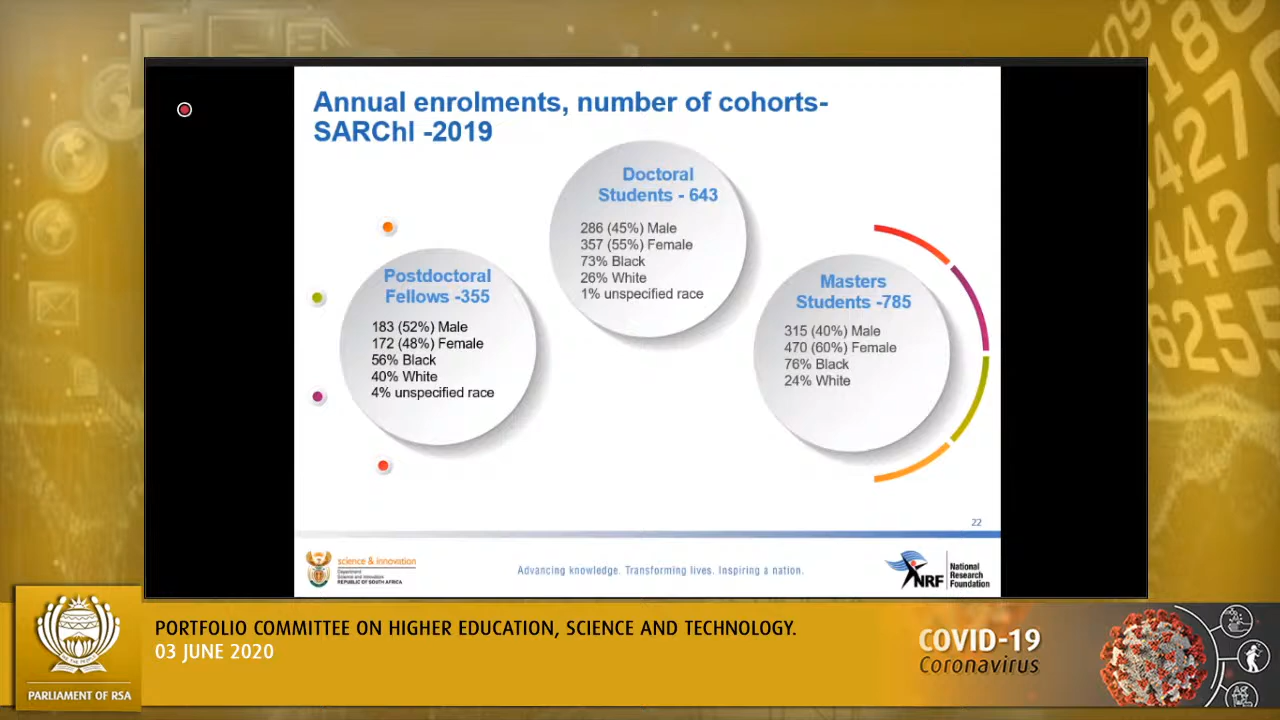 Annual enrolments, number of cohorts-
SARChI -2019
Doctoral
Students - 643
286 (45%) Male
357 (55%) Female
73% Black
26% White
1% unspecified race
Postdoctoral
Fellows -355
183 (52%) Male
172 (48%) Female
56% Black
40% White
4% unspecified race
Masters
Students -785
315 (40%) Male
470 (60%) Female
76% Black
24% White
22
science & innovation
Department:
Science and Innovation
REPUBLIC OF SOUTH AFRICA
Advancing knowledge. Transforming lives. Inspiring a nation.
NRF
National
Research
Foundation
PORTFOLIO COMMITTEE ON HIGHER EDUCATION, SCIENCE AND TECHNOLOGY.
03 JUNE 2020
PARLIAMENT OF RSA
COVID-19
Coronavirus